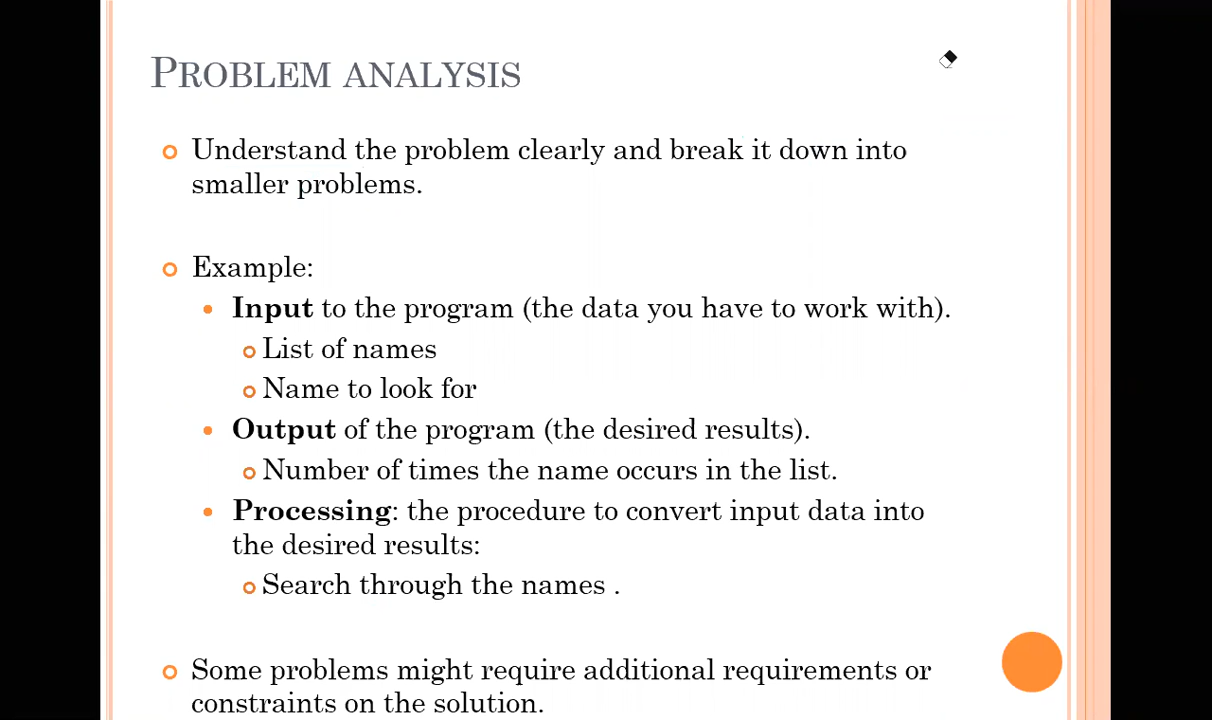 PROBLEM ANALYSIS
Understand the problem clearly and break it down into
smaller problems.
Example:
Input to the program (the data you have to work with).
List of names
Name to look for
Output of the program (the desired results).
Number of times the name occurs in the list.
Processing: the procedure to convert input data into
the desired results:
Search through the names .
Some problems might require additional requirements or
constraints on the solution.